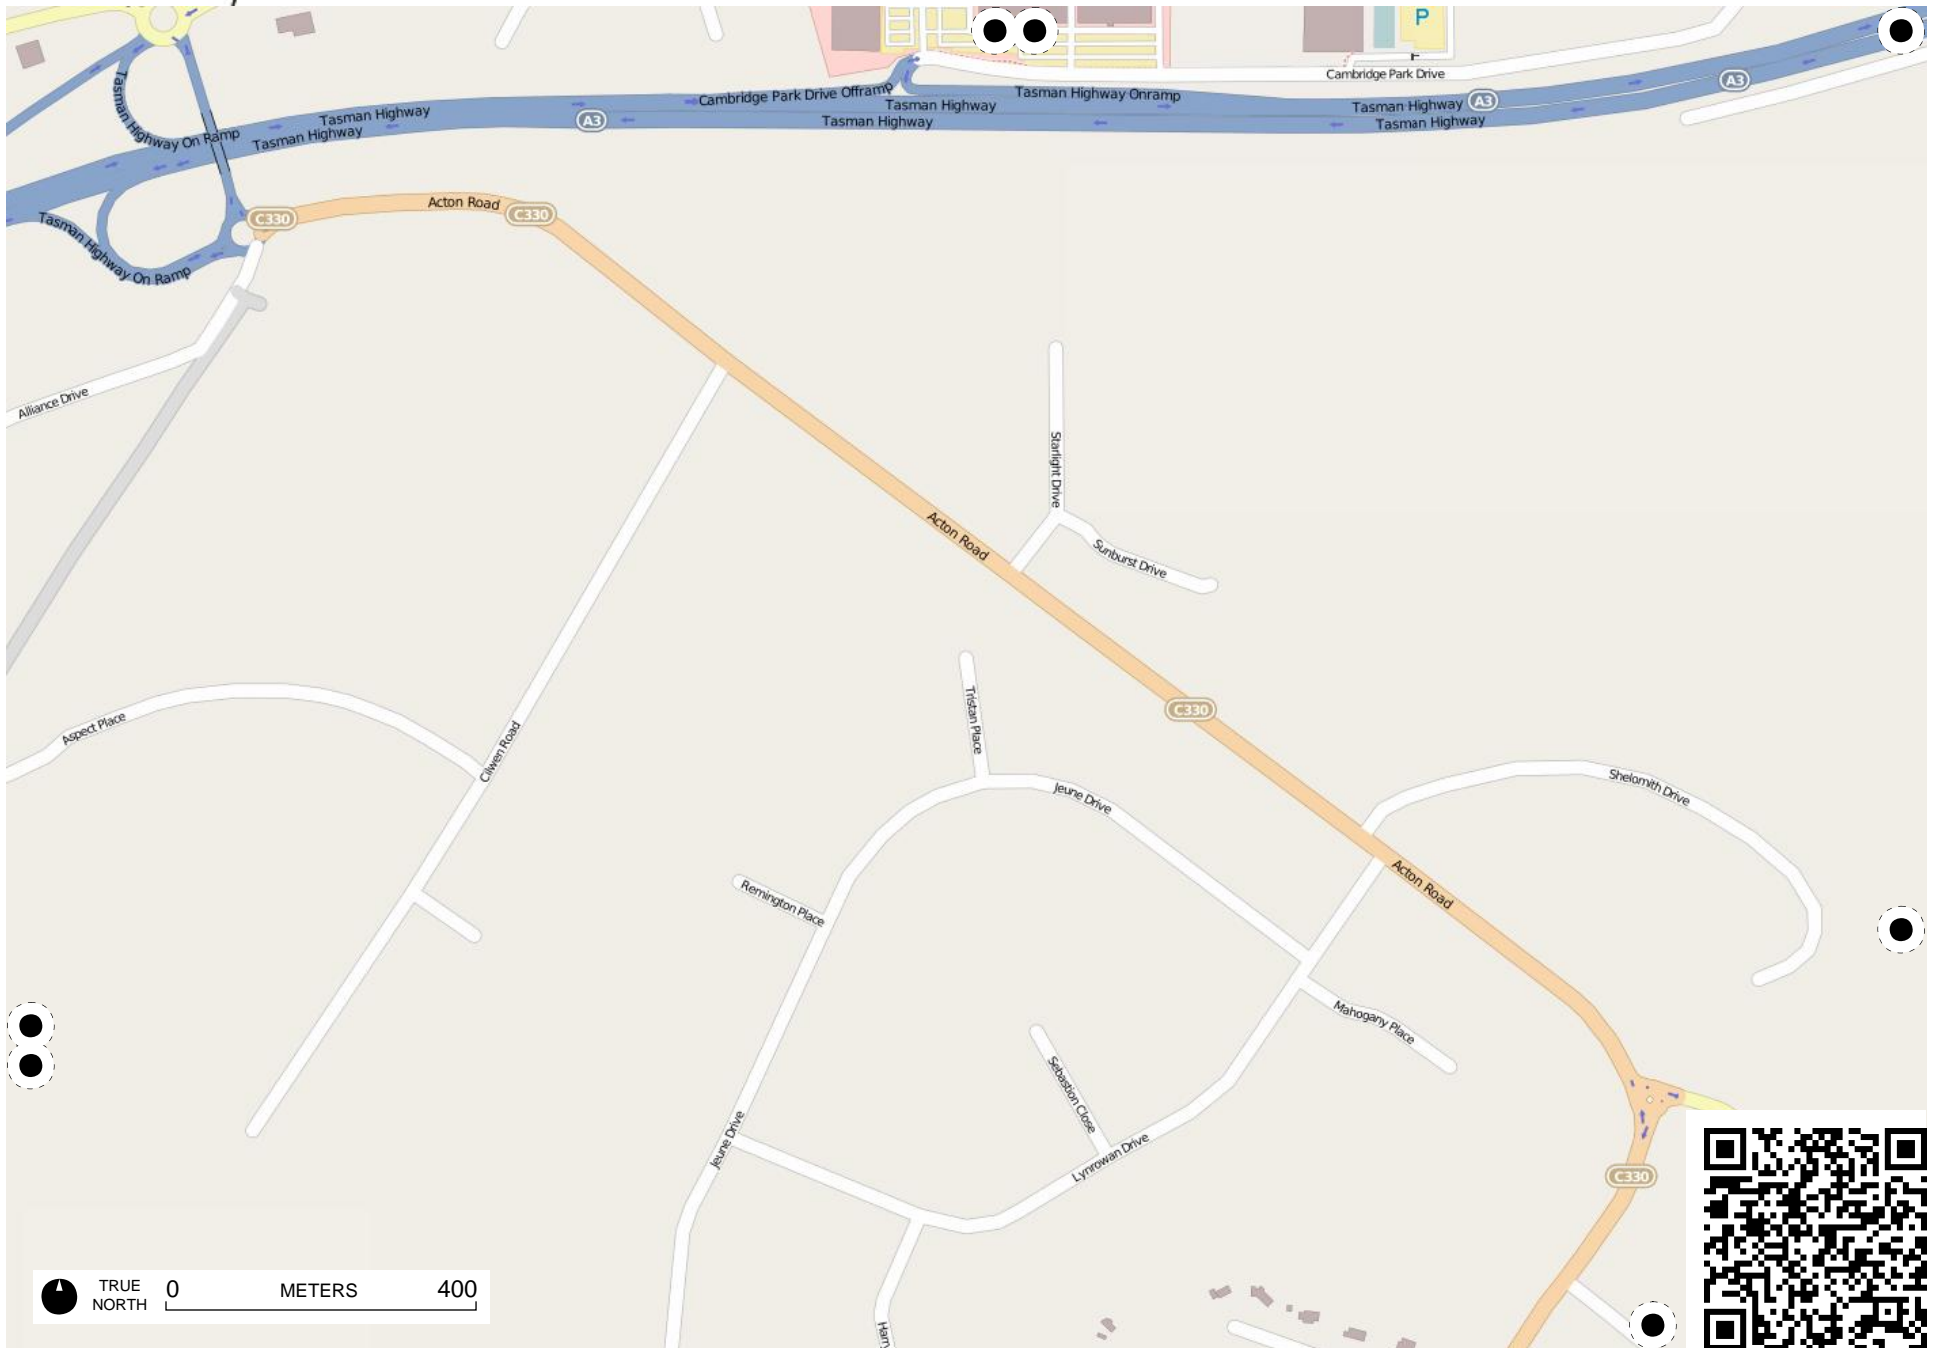 P
Cambridge Park Drive
A3
Cambridge Park Drive Offramp
Tasman Highway Onramp
Tasman Highway
A3
Tasman Highway
Tasman Highway
Tasman Highway
Tasman Highway
A3
Tasman Highway
Tasman Highway
Tasman Highway On Ramp
Tasman Highway On Ramp
C330
Acton Road
C330
Alliance Drive
Starlight Drive
Acton Road
Sunburst Drive
Tristan Place
C330
Aspect Place
Cilwen Road
Jeune Drive
Shelomith Drive
Remington Place
Acton Road
Mahogany Place
Sebastion Close
Jeune Drive
Lynrowan Drive
C330
TRUE
NORTH
0 METERS 400